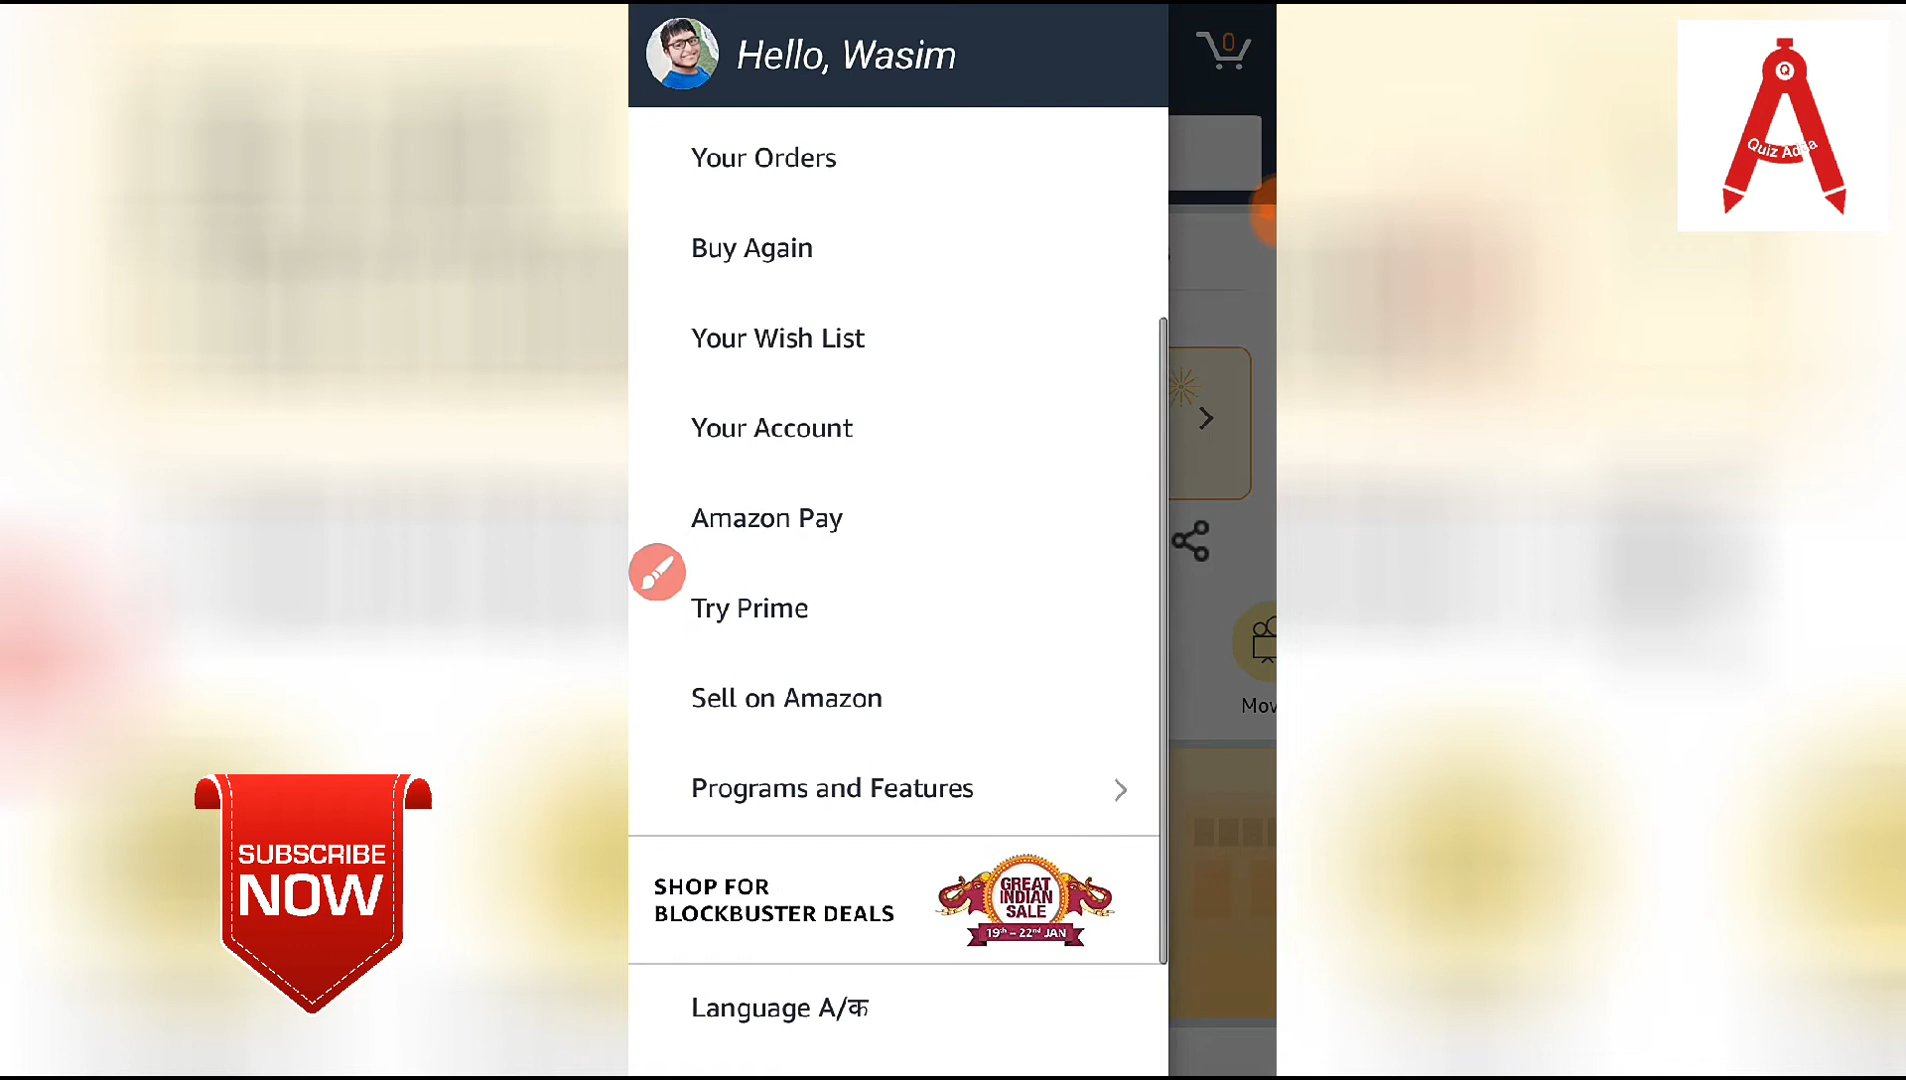 Hello, Wasim
0
Quiz Adda
Your Orders
Buy Again
Your Wish List
Your Account
Amazon Pay
Try Prime
Sell on Amazon
Mov
Programs and Features
SHOP FOR
BLOCKBUSTER DEALS
GREAT
INDIAN
SALE
19th – 22nd JAN
SUBSCRIBE
NOW
Language A/क